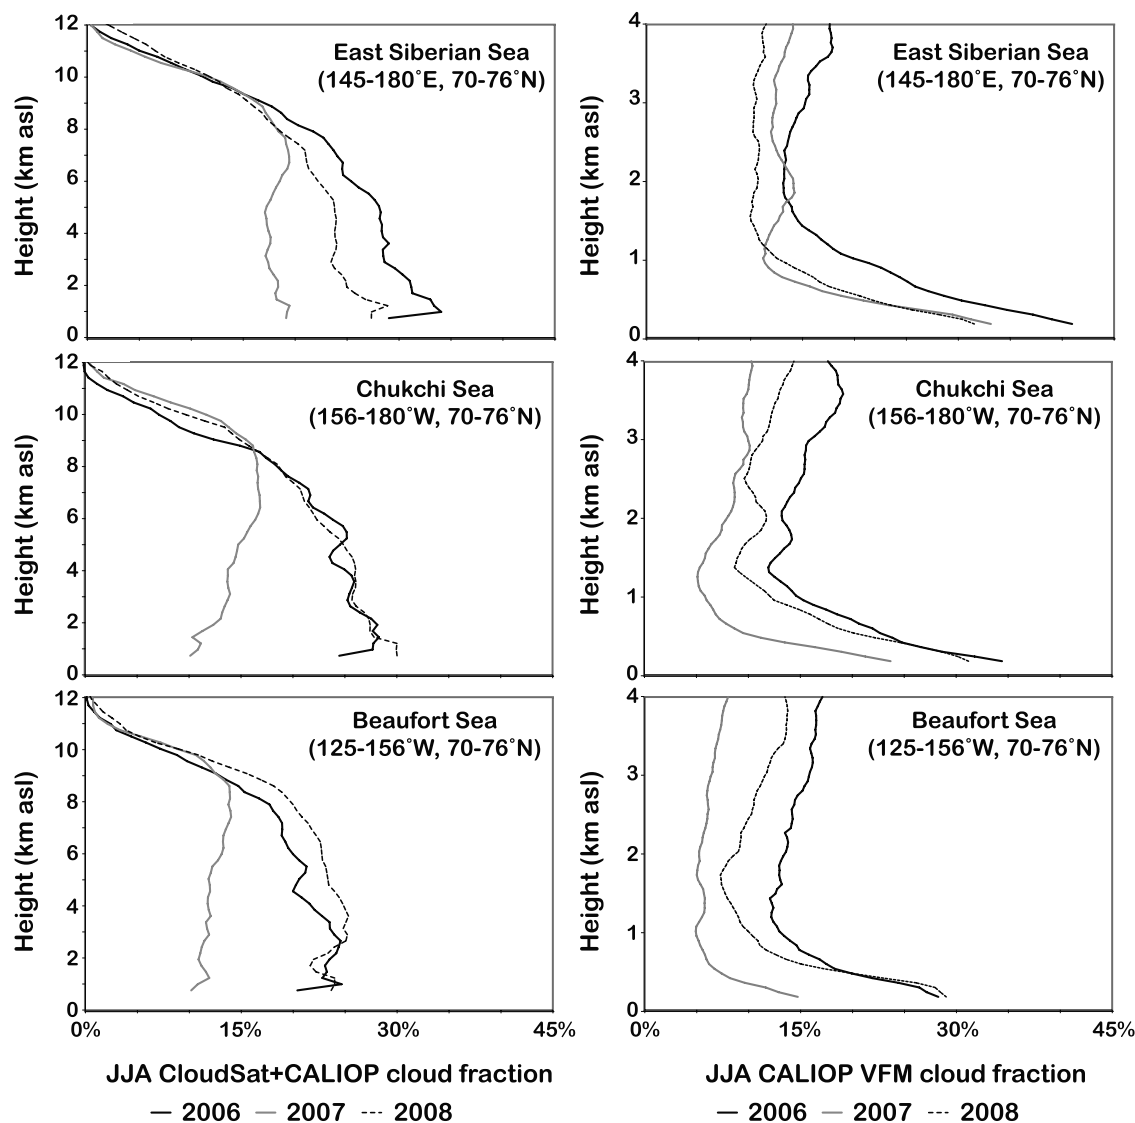 East Siberian Sea
(145-180˚E, 70-76˚N)
Height (km asl)
12
10
8
6
4
2
0
East Siberian Sea
(145-180˚E, 70-76˚N)
Height (km asl)
4
3
2
1
0
Chukchi Sea
(156-180˚W, 70-76˚N)
Height (km asl)
12
10
8
6
4
2
0
Chukchi Sea
(156-180˚W, 70-76˚N)
Height (km asl)
4
3
2
1
0
Beaufort Sea
(125-156˚W, 70-76˚N)
Height (km asl)
12
10
8
6
4
2
0
0% 15% 30% 45%
JJA CloudSat+CALIOP cloud fraction
2006 2007 2008
Beaufort Sea
(125-156˚W, 70-76˚N)
Height (km asl)
4
3
2
1
0
0% 15% 30% 45%
JJA CALIOP VFM cloud fraction
2006 2007 2008